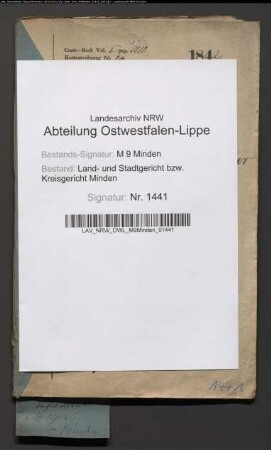 184
Landesarchiv NRW
Abteilung Ostwestfalen-Lippe
Bestands-Signatur: M 9 Minden
Bestand: Land- und Stadtgericht bzw.
Kreisgericht Minden
Signatur: Nr. 1441
LAV_NRW_OWL_M9Minden_01441
1441